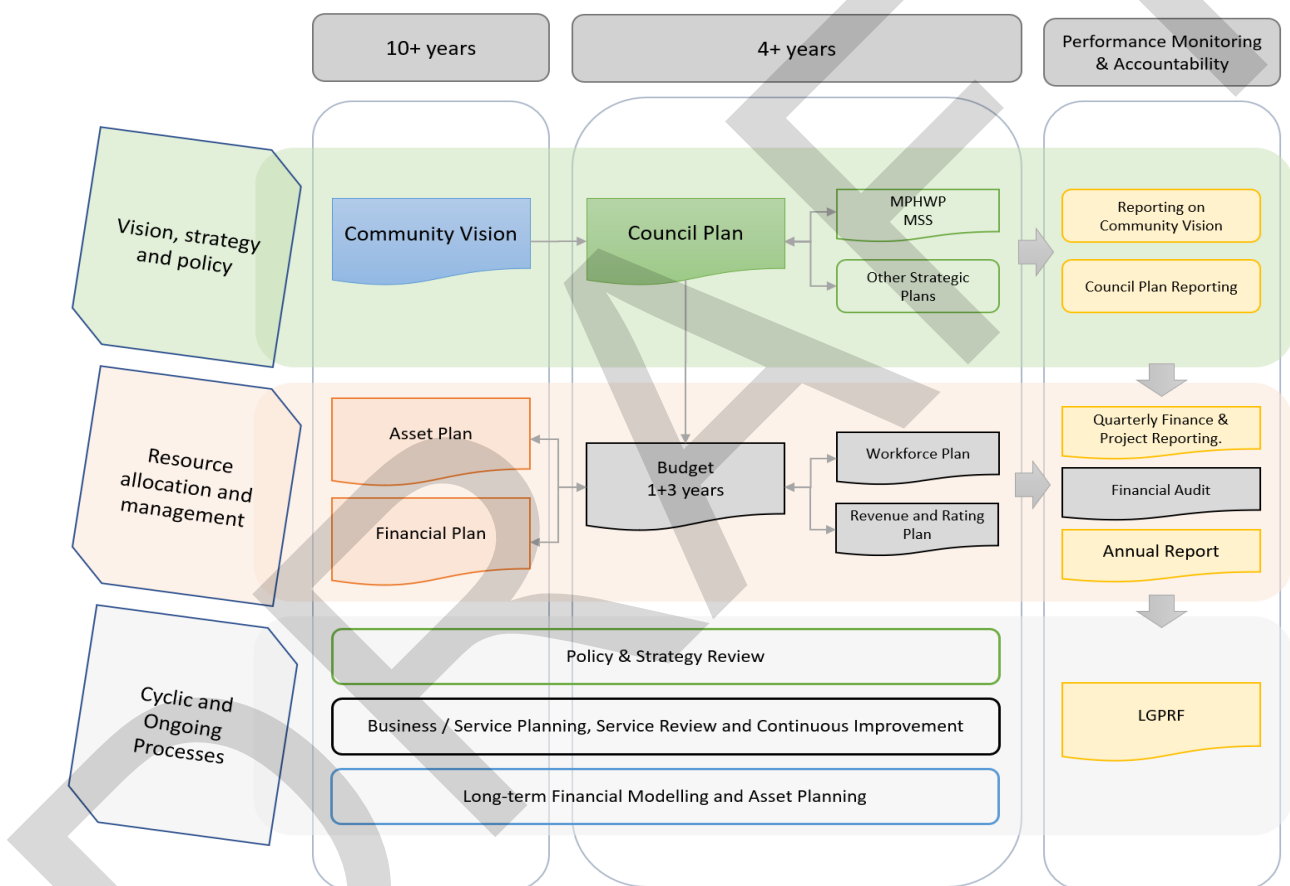 10+ years
4+ years
Performance Monitoring
& Accountability
Vision, strategy
and policy
Community Vision
Council Plan
MPHWP
MSS
Other Strategic
Plans
Reporting on
Community Vision
Council Plan Reporting
Resource
allocation and
management
Asset Plan
Financial Plan
Budget
1+3 years
Workforce Plan
Revenue and Rating
Plan
Quarterly Finance &
Project Reporting.
Financial Audit
Annual Report
Cyclic and
Ongoing
Processes
Policy & Strategy Review
Business / Service Planning, Service Review and Continuous Improvement
Long-term Financial Modelling and Asset Planning
LGPRF
DRAFT